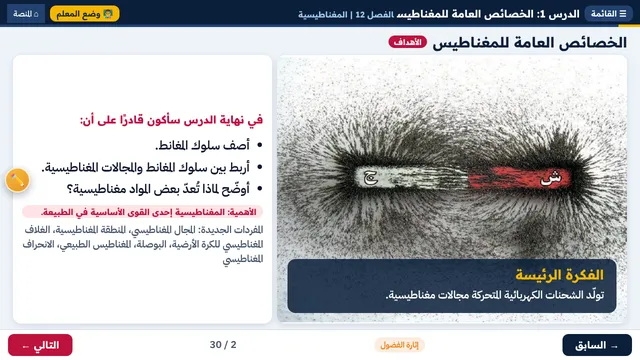 ☰ القائمة
الدرس 1: الخصائص العامة للمغناطيس
الفصل 12 | المغناطيسية
وضع المعلم
⌂ المنصة
الخصائص العامة للمغناطيس
الأهداف
ش
ج
الفكرة الرئيسة
تولّد الشحنات الكهربائية المتحركة مجالات مغناطيسية.
في نهاية الدرس سأكون قادرًا على أن:
• أصف سلوك المغانط.
• أربط بين سلوك المغانط والمجالات المغناطيسية.
• أوضّح لماذا تُعدّ بعض المواد مغناطيسية؟
الأهمية: المغناطيسية إحدى القوى الأساسية في الطبيعة.
المفردات الجديدة: المجال المغناطيسي، المنطقة المغناطيسية، الغلاف
المغناطيسي للكرة الأرضية، البوصلة، المغناطيس الطبيعي، الانحراف
المغناطيسي
→ السابق
إثارة الفضول
2 / 30
التالي ←